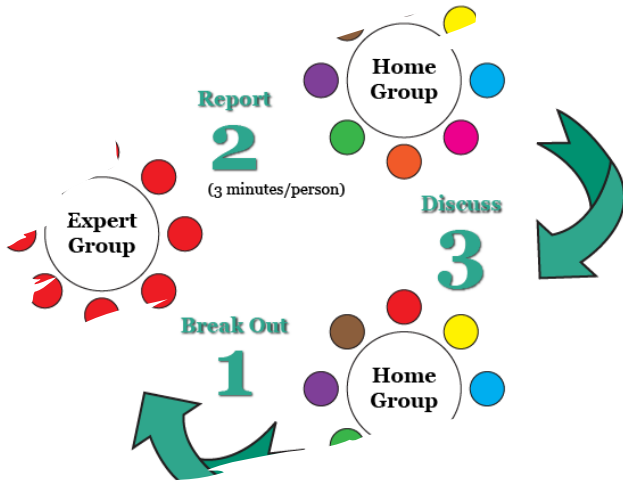 Home
Group
Report
2
(3 minutes/person)
Expert
Group
Discuss
3
Break Out
1
Home
Group